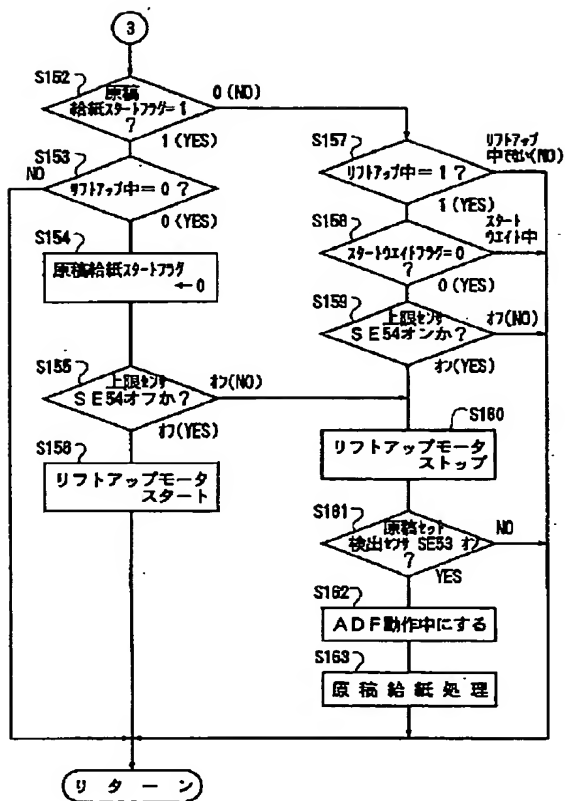 3
S152
原稿
給紙スタートフラグ=1
?
0(NO)
1(YES)
S153
NO
リフトアップ中=0?
0(YES)
S154
原稿給紙スタートフラグ
←0
S155
上限センサ
SE54オフか?
オン(NO)
オフ(YES)
S156
リフトアップモータ
スタート
S157
リフトアップ
中でない(NO)
リフトアップ中=1?
1(YES)
S158
スタート
ウエイト中
スタートウエイトフラグ=0
?
0(YES)
S159
上限センサ
SE54オンか?
オフ(NO)
オン(YES)
S160
リフトアップモータ
ストップ
S161
原稿セット
検出センサ SE53 オン
?
NO
YES
S162
ADF動作中にする
S163
原稿給紙処理
リターン